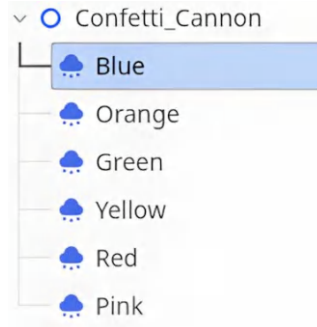 Confetti_Cannon
Blue
Orange
Green
Yellow
Red
Pink